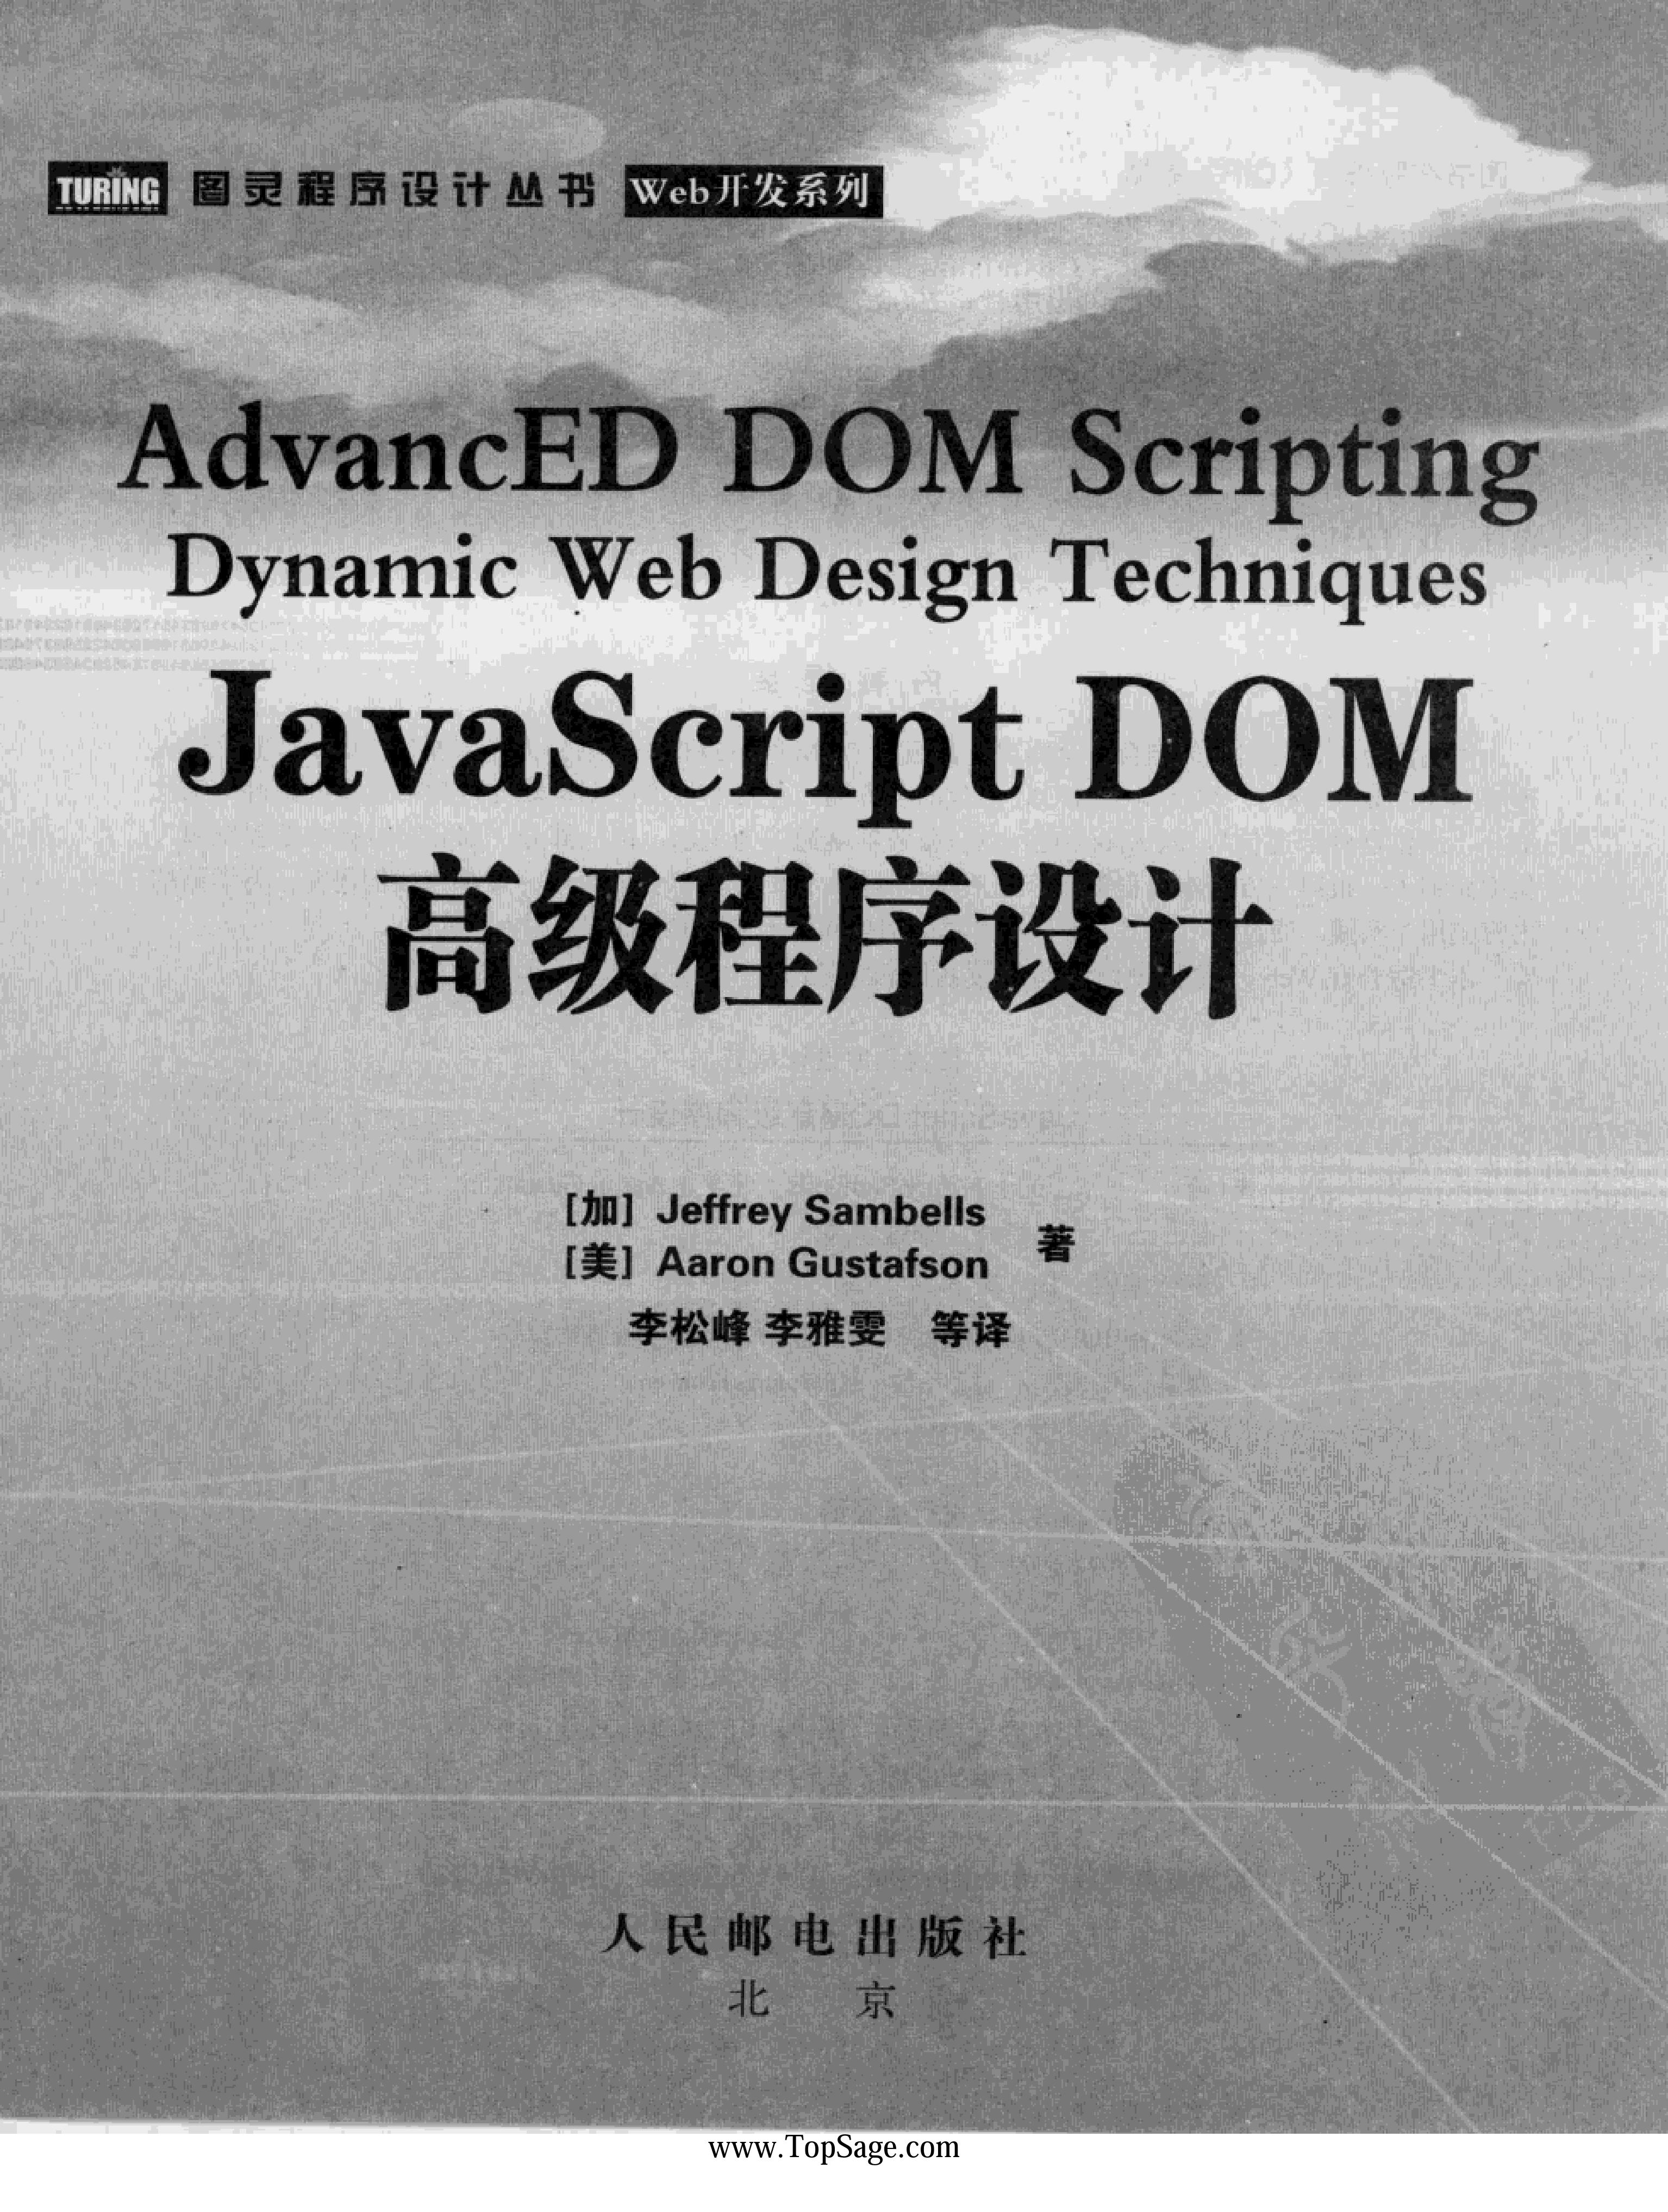 TURING 图灵程序设计丛书 Web开发系列
AdvancED DOM Scripting
Dynamic Web Design Techniques
JavaScript DOM
高级程序设计
[加] Jeffrey Sambells
[美] Aaron Gustafson
著
李松峰 李雅雯 等译
人民邮电出版社
北京
www.TopSage.com